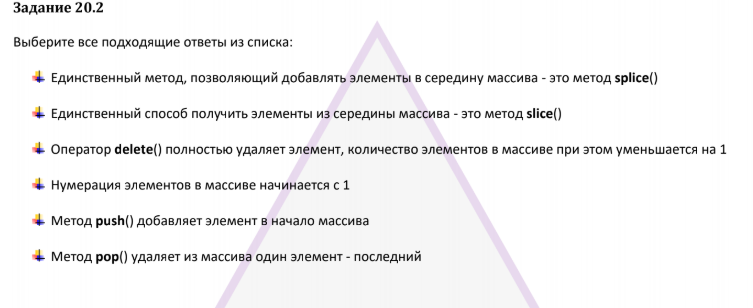 Задание 20.2
Выберите все подходящие ответы из списка:
Единственный метод, позволяющий добавлять элементы в середину массива - это метод splice()
Единственный способ получить элементы из середины массива - это метод slice()
Оператор delete() полностью удаляет элемент, количество элементов в массиве при этом уменьшается на 1
Нумерация элементов в массиве начинается с 1
Метод push() добавляет элемент в начало массива
Метод pop() удаляет из массива один элемент - последний